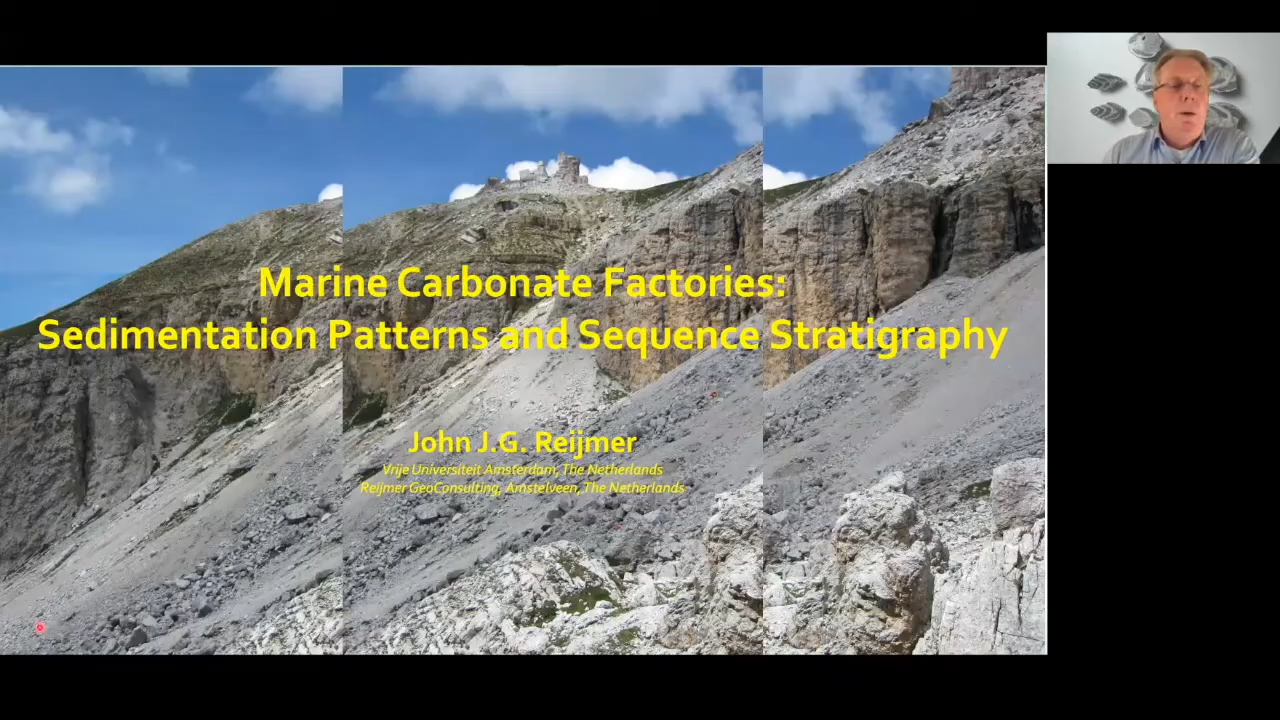 Marine Carbonate Factories:
Sedimentation Patterns and Sequence Stratigraphy
John J.G. Reijmer
Vrije Universiteit Amsterdam, The Netherlands
Reijmer GeoConsulting, Amstelveen, The Netherlands